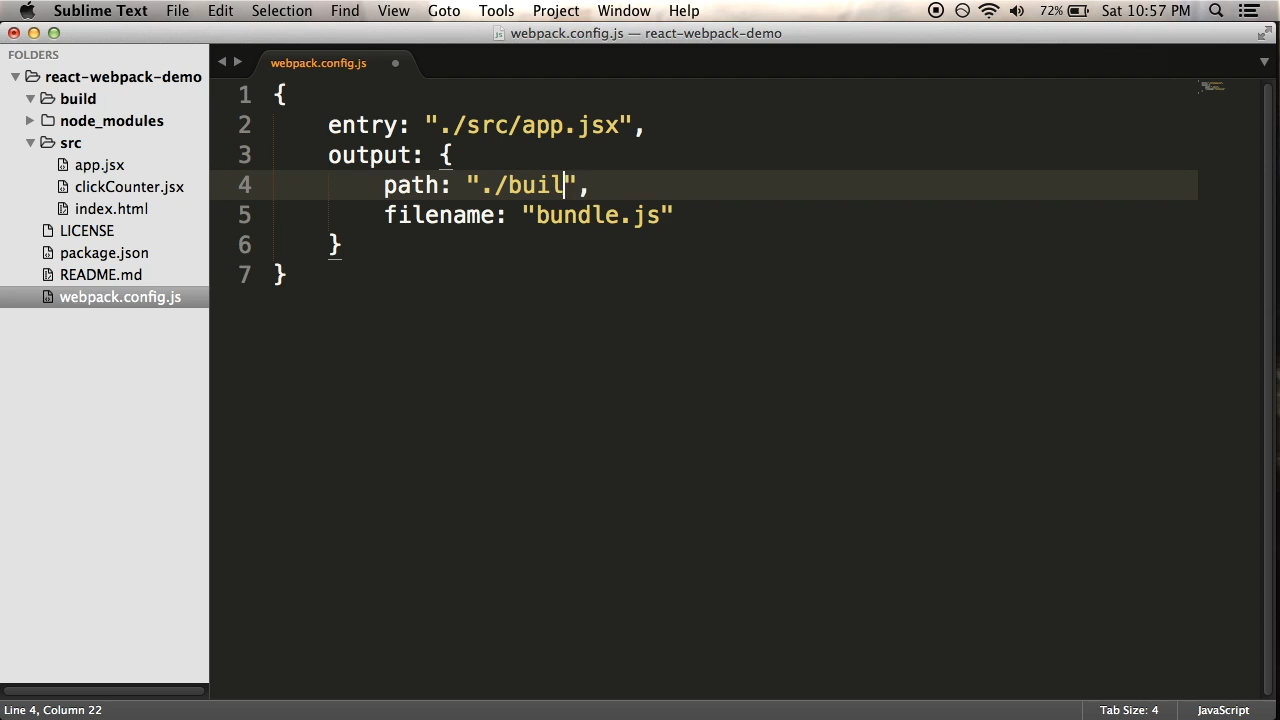 Sublime Text File Edit Selection Find View Goto Tools Project Window Help 72% Sat 10:57 PM
webpack.config.js — react-webpack-demo
FOLDERS
react-webpack-demo
build
node_modules
src
app.jsx
clickCounter.jsx
index.html
LICENSE
package.json
README.md
webpack.config.js
webpack.config.js
1 {
2 entry: "./src/app.jsx",
3 output: {
4 path: "./buil",
5 filename: "bundle.js"
6 }
7 }
Line 4, Column 22 Tab Size: 4 JavaScript